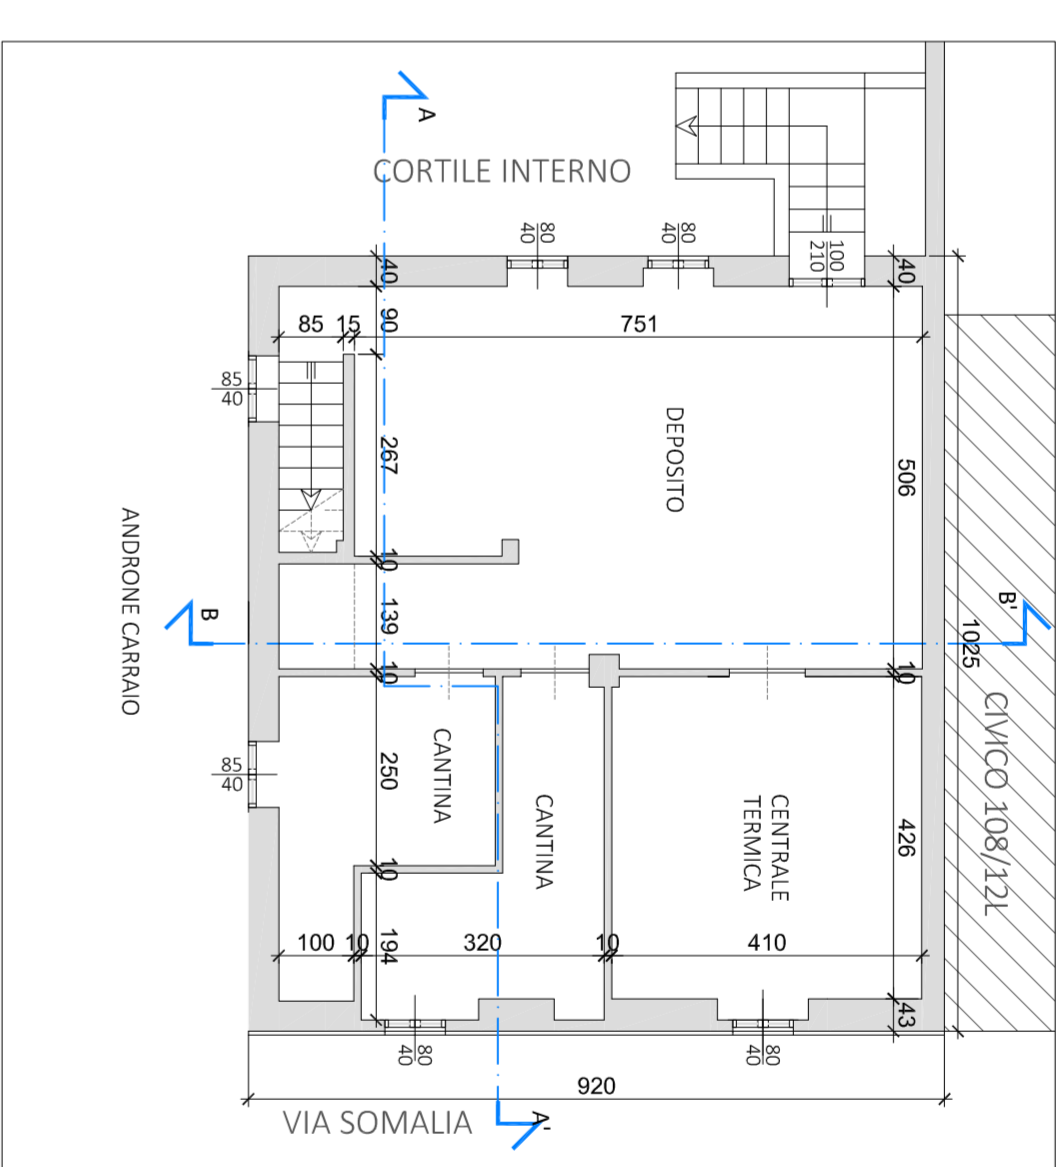 A
CORTILE INTERNO
80
40
80
40
100
210
40
40
85
15
90
751
85
40
267
DEPOSITO
506
10
ANDRONE CARRAIO
B
139
B'
1025
10
10
CIVICO 108/12L
85
40
250
CANTINA
CANTINA
CENTRALE
TERMICA
426
10
100
10
194
320
10
410
43
80
40
80
40
920
VIA SOMALIA
A'